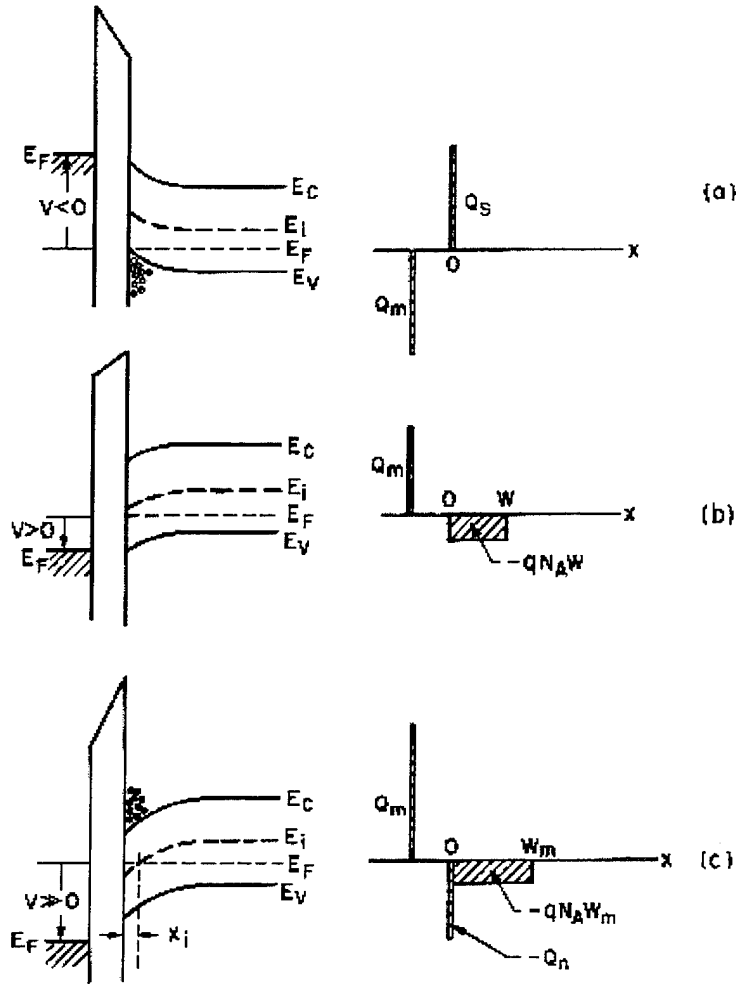 E_F
V<0
E_C
E_i
E_F
E_V
Q_s
O
x
Q_m
(a)
V>0
E_F
E_C
E_i
E_F
E_V
Q_m
O
W
x
-qN_AW
(b)
V≫0
E_F
x_i
E_C
E_i
E_F
E_V
Q_m
O
W_m
x
-qN_AW_m
-Q_n
(c)